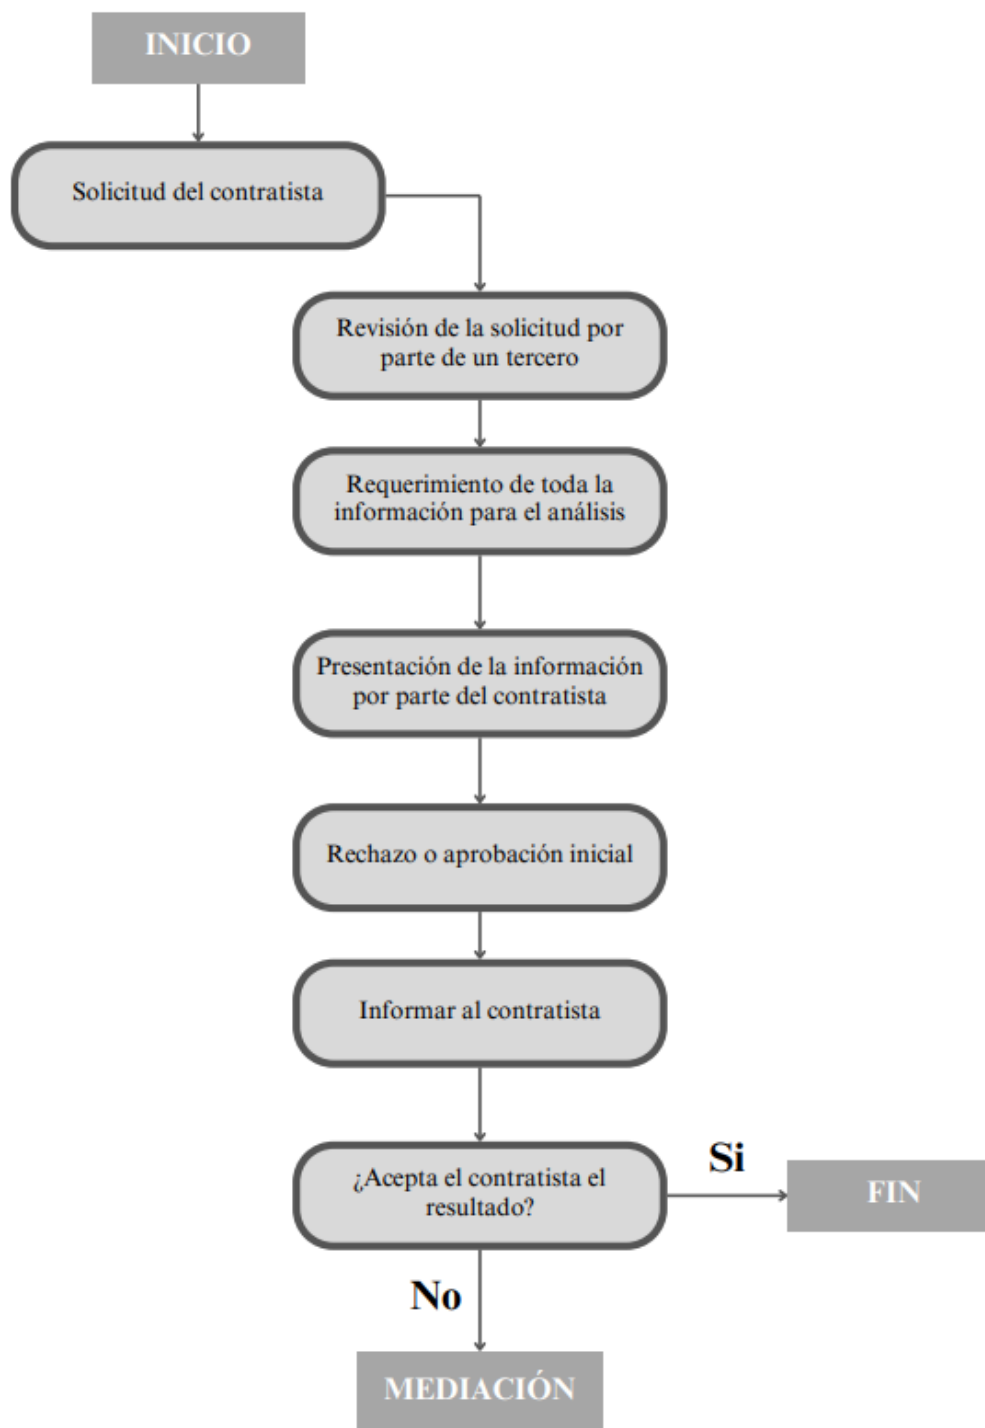 INICIO
Solicitud del contratista
Revisión de la solicitud por
parte de un tercero
Requerimiento de toda la
información para el análisis
Presentación de la información
por parte del contratista
Rechazo o aprobación inicial
Informar al contratista
¿Acepta el contratista el
resultado?
Si
FIN
No
MEDIACIÓN